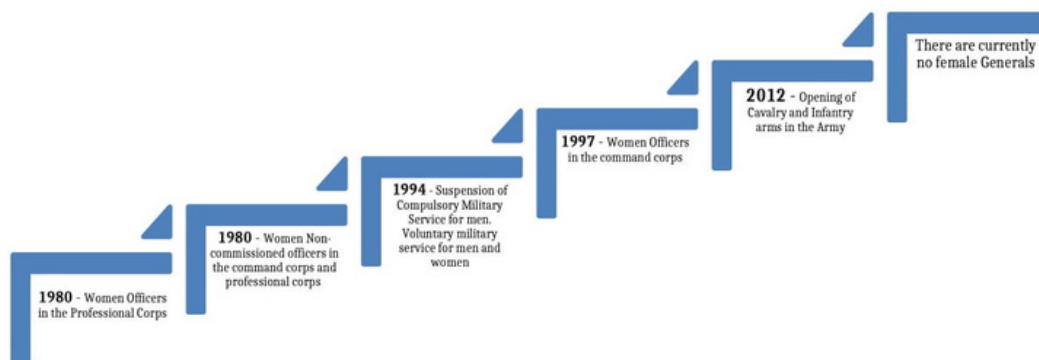 1980 - Women Officers
in the Professional Corps
1980 - Women Non-
commissioned officers in
the command corps and
professional corps
1994 - Suspension of
Compulsory Military
Service for men.
Voluntary military
service for men and
women
1997 - Women Officers
in the command corps
2012 - Opening of
Cavalry and Infantry
arms in the Army
There are currently
no female Generals